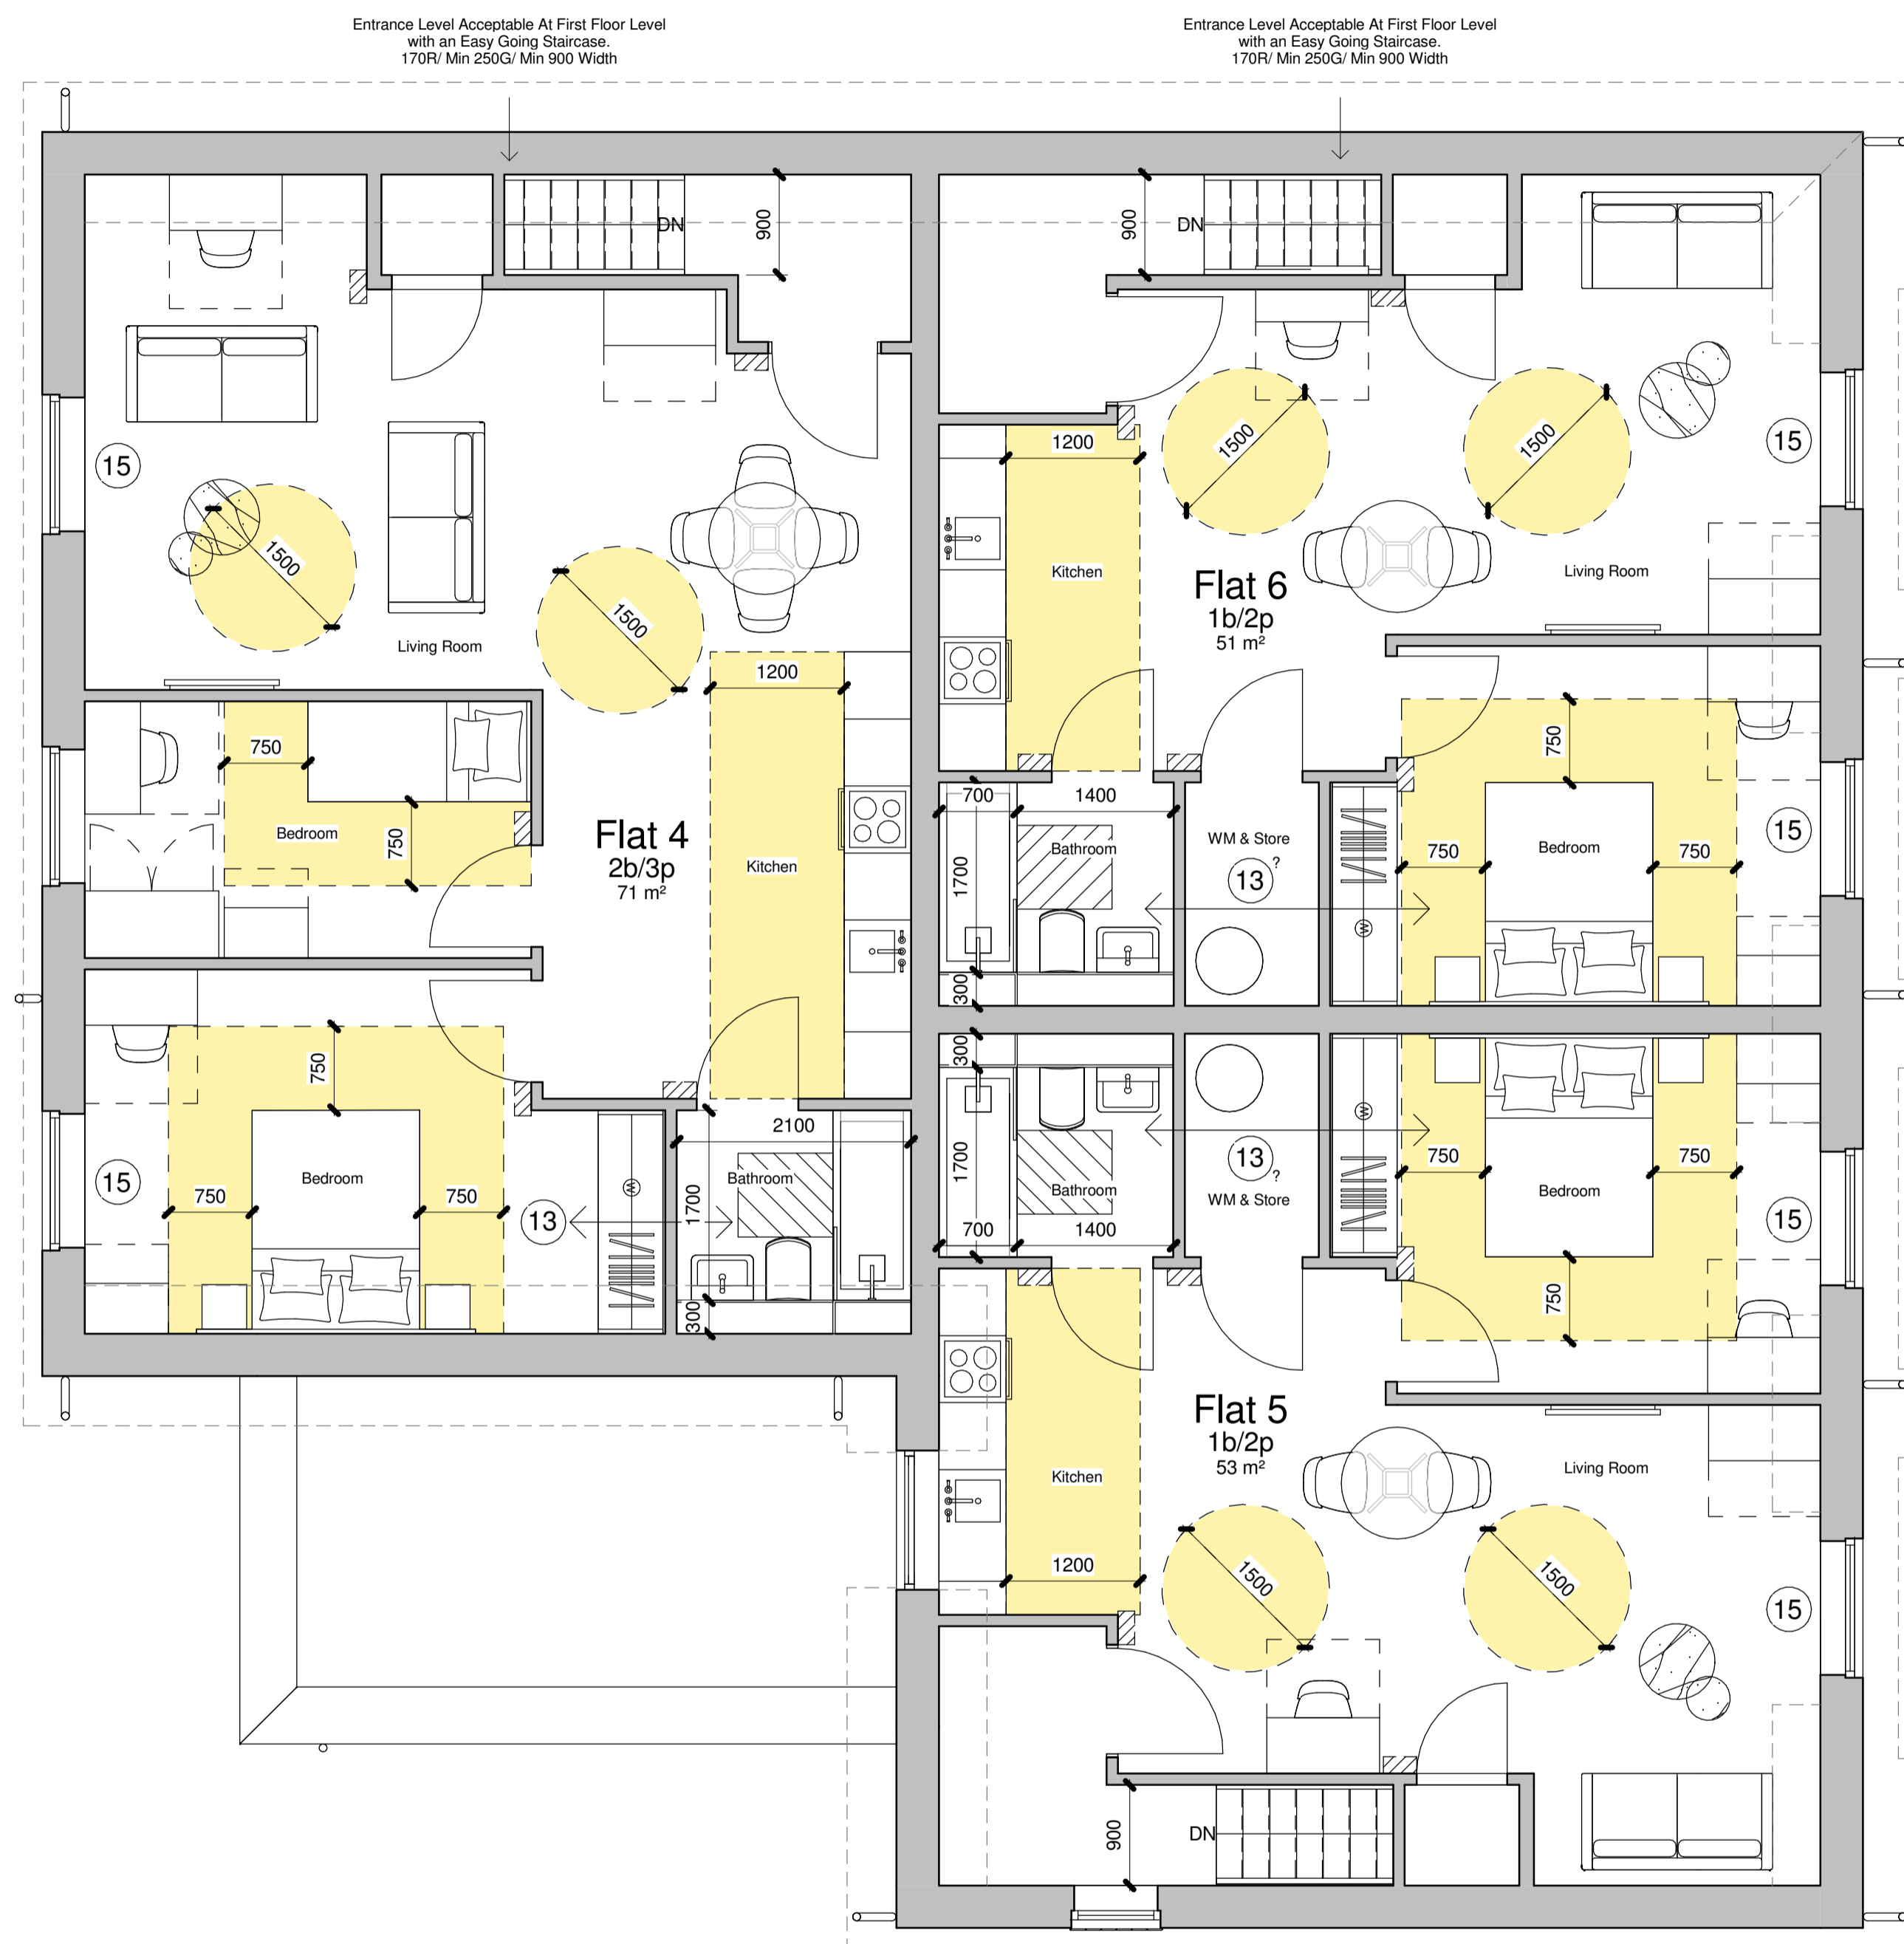 Entrance Level Acceptable At First Floor Level
with an Easy Going Staircase.
170R/ Min 250G/ Min 900 Width
Entrance Level Acceptable At First Floor Level
with an Easy Going Staircase.
170R/ Min 250G/ Min 900 Width
DN
900
15
1500
1500
Living Room
1200
750
Bedroom
750
Flat 4
2b/3p
71 m²
Kitchen
750
Bedroom
15
750
750
13
W
2100
Bathroom
1700
300
900
DN
1200
1500
1500
15
Kitchen
Flat 6
1b/2p
51 m²
Living Room
700
1400
Bathroom
1700
300
WM & Store
13
?
W
750
750
Bedroom
750
15
300
1700
Bathroom
700
1400
13
?
WM & Store
W
750
750
Bedroom
750
15
Flat 5
1b/2p
53 m²
Kitchen
Living Room
1200
1500
1500
15
900
DN